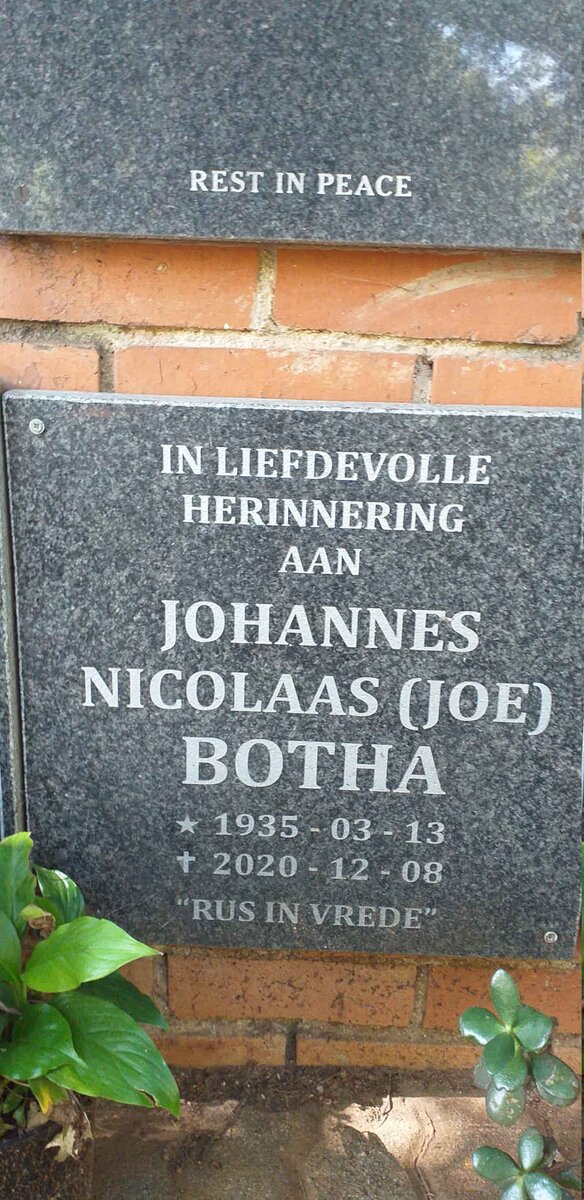 REST IN PEACE
IN LIEFDEVOLLE
HERINNERING
AAN
JOHANNES
NICOLAAS (JOE)
BOTHA
★ 1935 - 03 - 13
✝ 2020 - 12 - 08
“RUS IN VREDE”